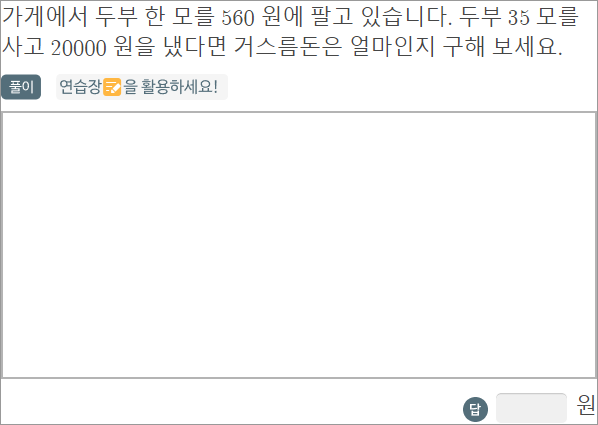 가게에서 두부 한 모를 560 원에 팔고 있습니다. 두부 35 모를
사고 20000 원을 냈다면 거스름돈은 얼마인지 구해 보세요.
풀이 연습장을 활용하세요!
답 원